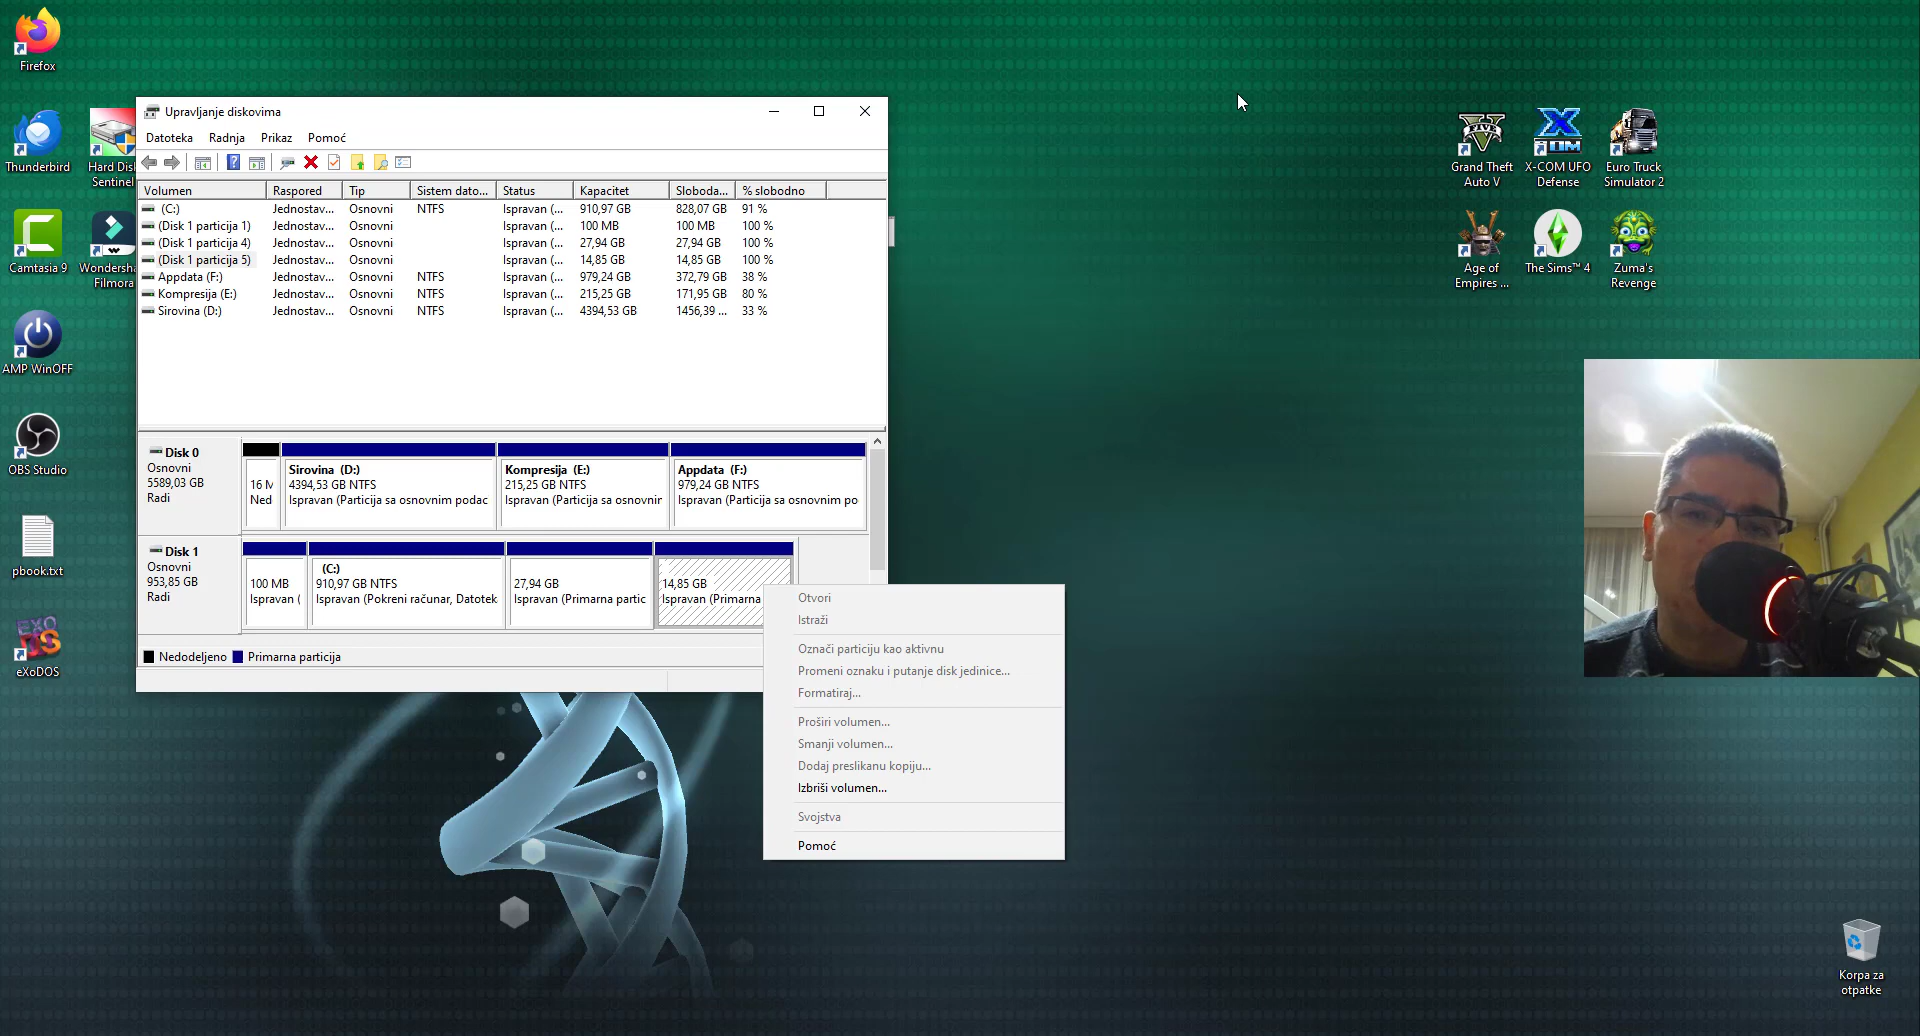 Firefox
Thunderbird
Hard Disk
Sentinel
Camtasia 9
Wondersha
Filmora
AMP WinOFF
OBS Studio
pbook.txt
eXoDOS
Upravljanje diskovima
Datoteka Radnja Prikaz Pomoć
Volumen Raspored Tip Sistem dato... Status Kapacitet Sloboda... % slobodno
(C:) Jednostav... Osnovni NTFS Ispravan (... 910,97 GB 828,07 GB 91 %
(Disk 1 particija 1) Jednostav... Osnovni Ispravan (... 100 MB 100 MB 100 %
(Disk 1 particija 4) Jednostav... Osnovni Ispravan (... 27,94 GB 27,94 GB 100 %
(Disk 1 particija 5) Jednostav... Osnovni Ispravan (... 14,85 GB 14,85 GB 100 %
Appdata (F:) Jednostav... Osnovni NTFS Ispravan (... 979,24 GB 372,79 GB 38 %
Kompresija (E:) Jednostav... Osnovni NTFS Ispravan (... 215,25 GB 171,95 GB 80 %
Sirovina (D:) Jednostav... Osnovni NTFS Ispravan (... 4394,53 GB 1456,39 ... 33 %
Disk 0
Osnovni
5589,03 GB
Radi
16 M
Ned
Sirovina (D:)
4394,53 GB NTFS
Ispravan (Particija sa osnovnim podac
Kompresija (E:)
215,25 GB NTFS
Ispravan (Particija sa osnovnim
Appdata (F:)
979,24 GB NTFS
Ispravan (Particija sa osnovnim po
Disk 1
Osnovni
953,85 GB
Radi
100 MB
Ispravan (
(C:)
910,97 GB NTFS
Ispravan (Pokreni računar, Datotek
27,94 GB
Ispravan (Primarna partic
14,85 GB
Ispravan (Primarna
Nedodeljeno Primarna particija
Otvori
Istraži
Označi particiju kao aktivnu
Promeni oznaku i putanje disk jedinice...
Formatiraj...
Proširi volumen...
Smanji volumen...
Dodaj preslikanu kopiju...
Izbriši volumen...
Svojstva
Pomoć
Grand Theft
Auto V
X-COM UFO
Defense
Euro Truck
Simulator 2
Age of
Empires ...
The Sims™ 4
Zuma's
Revenge
Korpa za
otpatke